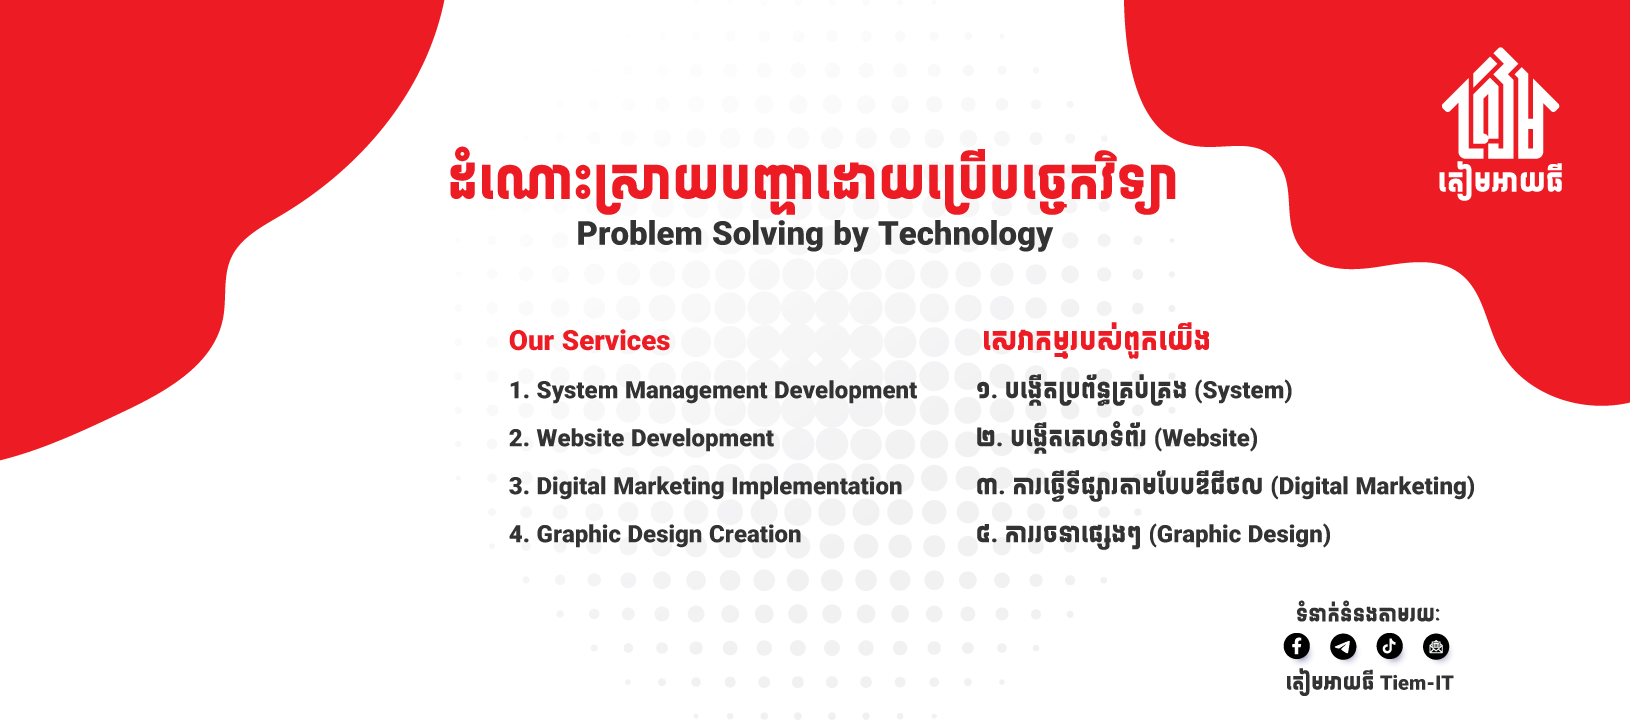 តៀម
តៀមអាយធី
ដំណោះស្រាយបញ្ហាដោយប្រើបច្ចេកវិទ្យា
Problem Solving by Technology
Our Services
1. System Management Development
2. Website Development
3. Digital Marketing Implementation
4. Graphic Design Creation
សេវាកម្មរបស់ពួកយើង
១. បង្កើតប្រព័ន្ធគ្រប់គ្រង (System)
២. បង្កើតគេហទំព័រ (Website)
៣. ការធ្វើទីផ្សារតាមបែបឌីជីថល (Digital Marketing)
៤. ការរចនាផ្សេងៗ (Graphic Design)
ទំនាក់នំនងតាមរយៈ
តៀមអាយធី Tiem-IT